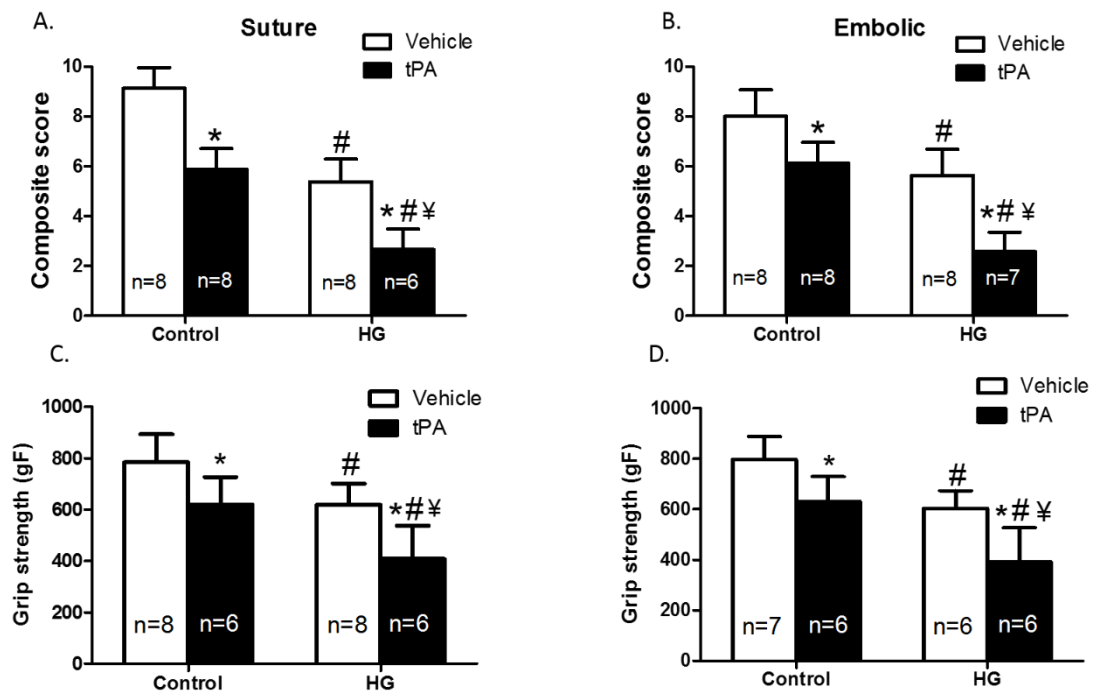 A.
Suture
Vehicle
tPA
Composite score
10
8
6
4
2
0
*
#
*#¥
n=8
n=8
n=8
n=6
Control
HG
B.
Embolic
Vehicle
tPA
Composite score
10
8
6
4
2
0
*
#
*#¥
n=8
n=8
n=8
n=7
Control
HG
C.
Vehicle
tPA
Grip strength (gF)
1000
800
600
400
200
0
*
#
*#¥
n=8
n=6
n=8
n=6
Control
HG
D.
Vehicle
tPA
Grip strength (gF)
1000
800
600
400
200
0
*
#
*#¥
n=7
n=6
n=6
n=6
Control
HG